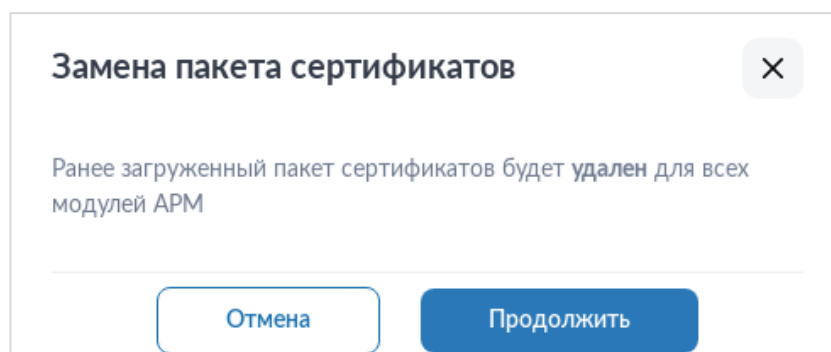 Замена пакета сертификатов
Ранее загруженный пакет сертификатов будет удален для всех
модулей АРМ
Отмена
Продолжить